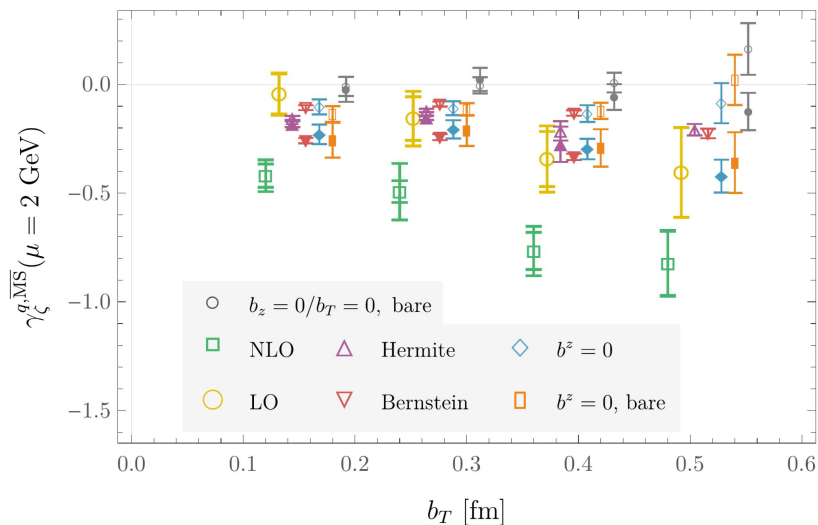 0.0
−0.5
−1.0
−1.5
γ_ζ^{q,\overline{MS}}(μ = 2 GeV)
b_z = 0/b_T = 0, bare
NLO Hermite b^z = 0
LO Bernstein b^z = 0, bare
0.0 0.1 0.2 0.3 0.4 0.5 0.6
b_T [fm]